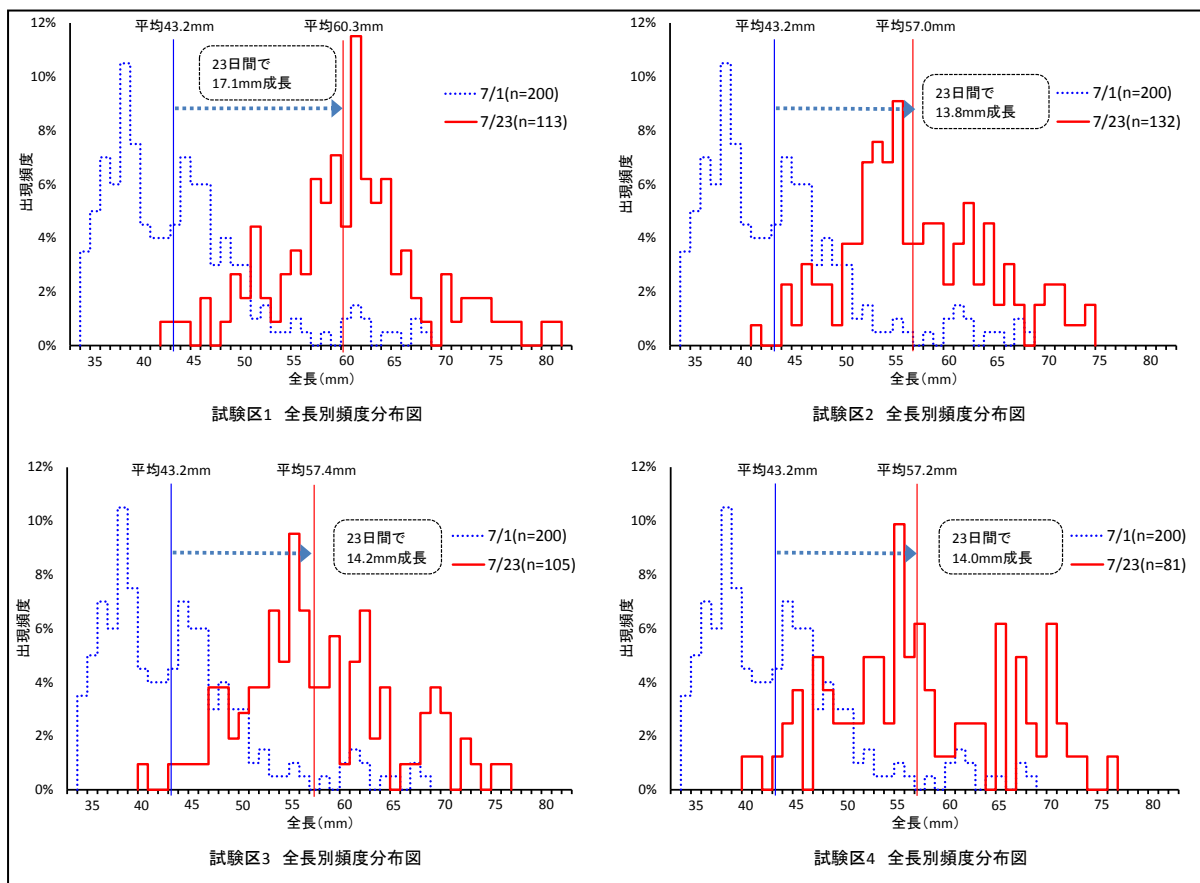 平均43.2mm
平均60.3mm
12%
10%
8%
6%
4%
2%
0%
出現頻度
23日間で
17.1mm成長
7/1(n=200)
7/23(n=113)
35 40 45 50 55 60 65 70 75 80
全長(mm)
試験区1 全長別頻度分布図
平均43.2mm
平均57.0mm
12%
10%
8%
6%
4%
2%
0%
出現頻度
23日間で
13.8mm成長
7/1(n=200)
7/23(n=132)
35 40 45 50 55 60 65 70 75 80
全長(mm)
試験区2 全長別頻度分布図
平均43.2mm
平均57.4mm
12%
10%
8%
6%
4%
2%
0%
出現頻度
23日間で
14.2mm成長
7/1(n=200)
7/23(n=105)
35 40 45 50 55 60 65 70 75 80
全長(mm)
試験区3 全長別頻度分布図
平均43.2mm
平均57.2mm
12%
10%
8%
6%
4%
2%
0%
出現頻度
23日間で
14.0mm成長
7/1(n=200)
7/23(n=81)
35 40 45 50 55 60 65 70 75 80
全長(mm)
試験区4 全長別頻度分布図